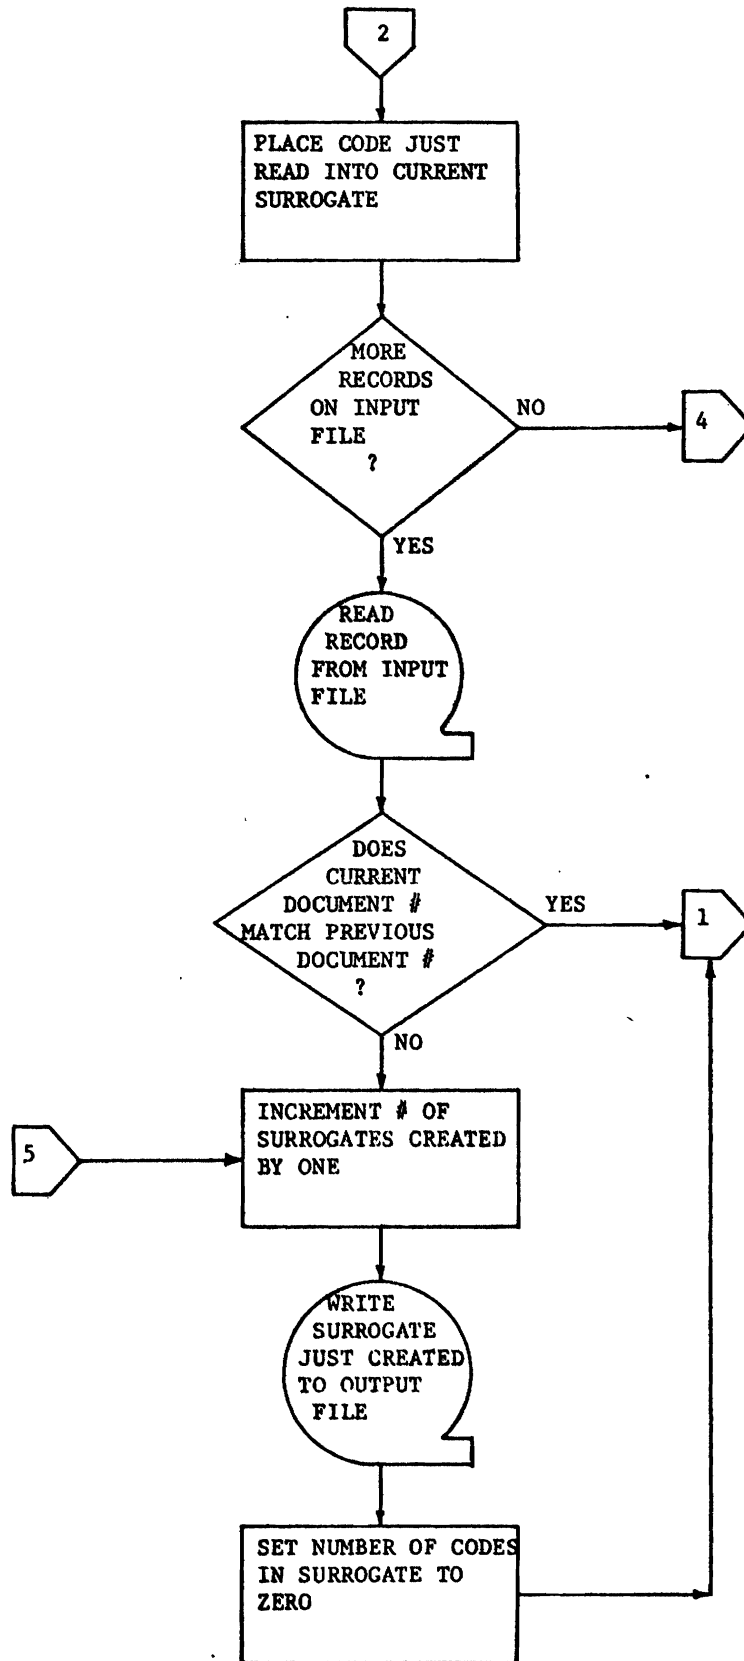 2
PLACE CODE JUST
READ INTO CURRENT
SURROGATE
MORE
RECORDS
ON INPUT
FILE
?
NO
4
YES
READ
RECORD
FROM INPUT
FILE
DOES
CURRENT
DOCUMENT #
MATCH PREVIOUS
DOCUMENT #
?
YES
1
NO
INCREMENT # OF
SURROGATES CREATED
BY ONE
5
WRITE
SURROGATE
JUST CREATED
TO OUTPUT
FILE
SET NUMBER OF CODES
IN SURROGATE TO
ZERO